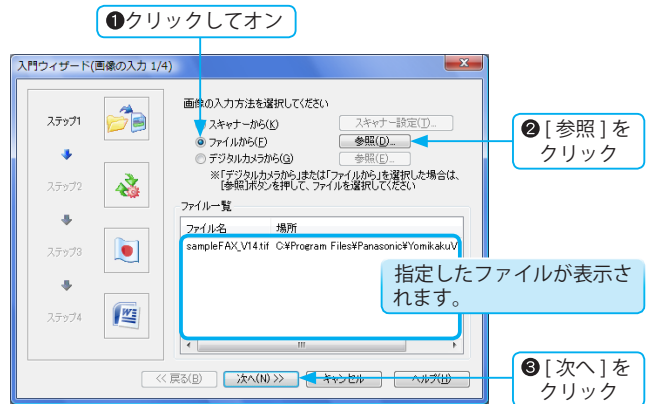 ❶クリックしてオン
入門ウィザード(画像の入力 1/4)
画像の入力方法を選択してください
ステップ1
スキャナーから(K)
スキャナー設定(T)...
ファイルから(F)
参照(D)...
❷[ 参照 ] を
クリック
デジタルカメラから(G)
参照(E)...
※「デジタルカメラから」または「ファイルから」を選択した場合は、
[参照]ボタンを押して、ファイルを選択してください
ステップ2
ファイル一覧
ファイル名 場所
sampleFAX_V14.tif C:¥Program Files¥Panasonic¥YomikakuV
ステップ3
指定したファイルが表示さ
れます。
ステップ4
<< 戻る(B)
次へ(N) >>
キャンセル
ヘルプ(H)
❸[ 次へ ] を
クリック